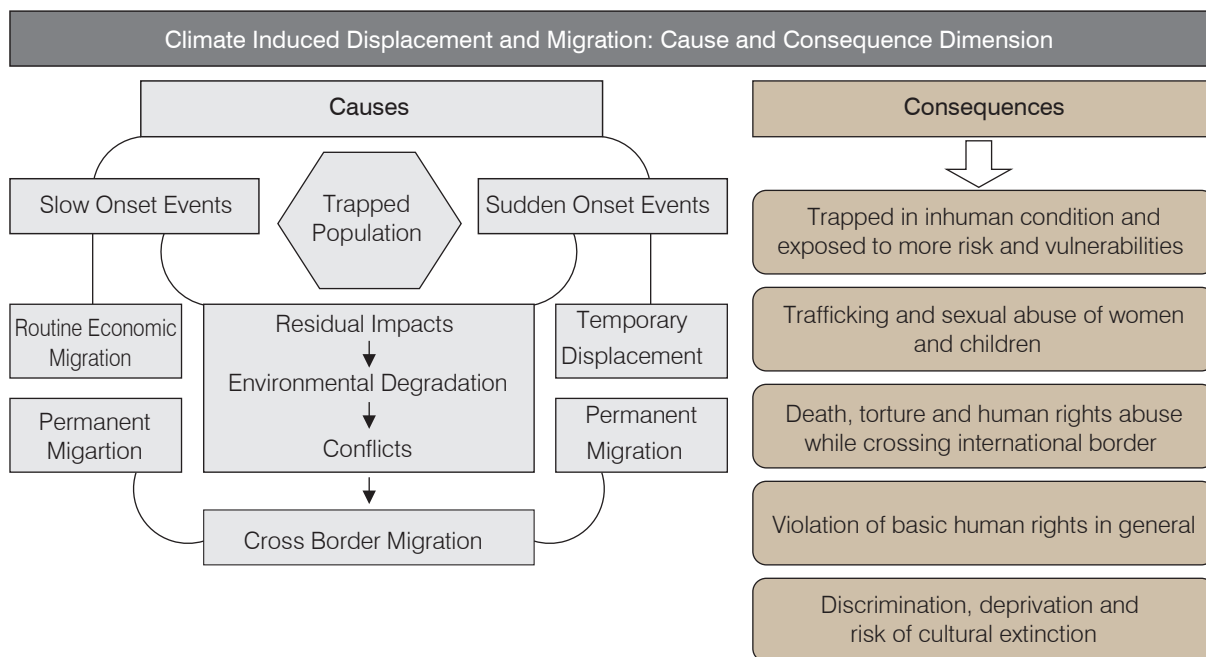 Climate Induced Displacement and Migration: Cause and Consequence Dimension
Causes
Slow Onset Events
Trapped
Population
Sudden Onset Events
Routine Economic
Migration
Residual Impacts
Environmental Degradation
Conflicts
Temporary
Displacement
Permanent
Migartion
Permanent
Migration
Cross Border Migration
Consequences
Trapped in inhuman condition and
exposed to more risk and vulnerabilities
Trafficking and sexual abuse of women
and children
Death, torture and human rights abuse
while crossing international border
Violation of basic human rights in general
Discrimination, deprivation and
risk of cultural extinction